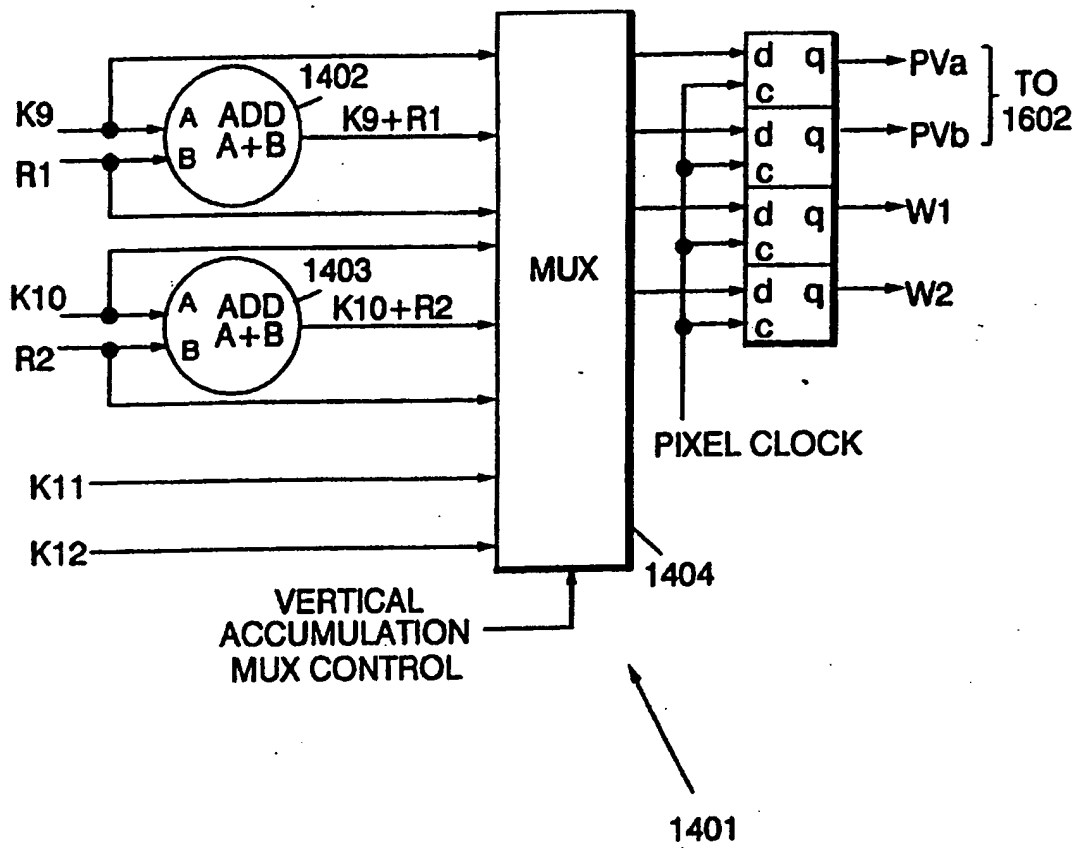 K9
R1
A ADD
B A+B
1402
K9+R1
K10
R2
A ADD
B A+B
1403
K10+R2
K11
K12
MUX
1404
VERTICAL
ACCUMULATION
MUX CONTROL
d q
c
d q
c
d q
c
d q
c
PIXEL CLOCK
PVa
PVb
W1
W2
TO
1602
1401